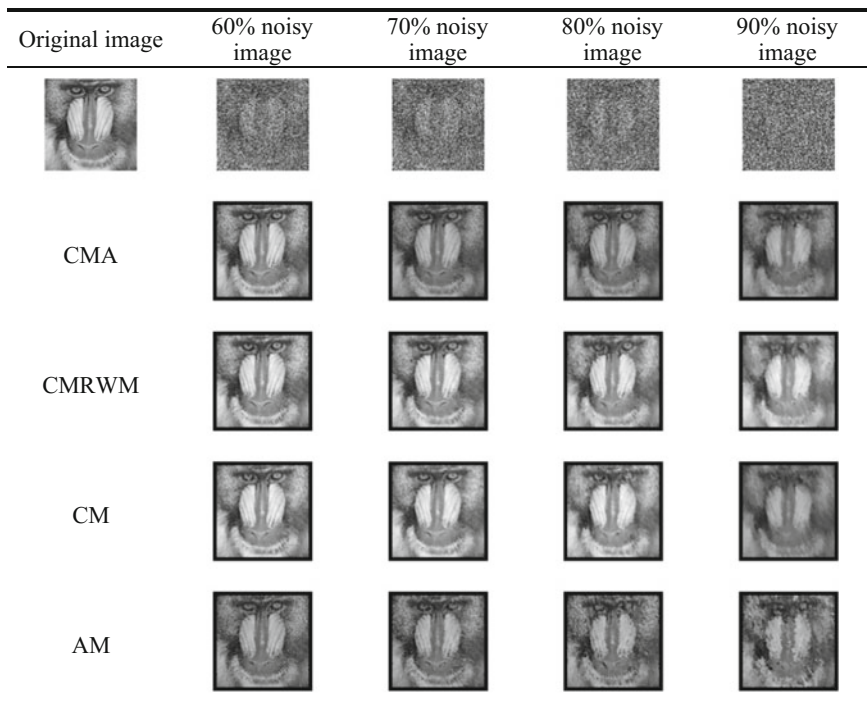 Original image
60% noisy
image
70% noisy
image
80% noisy
image
90% noisy
image
CMA
CMRWM
CM
AM